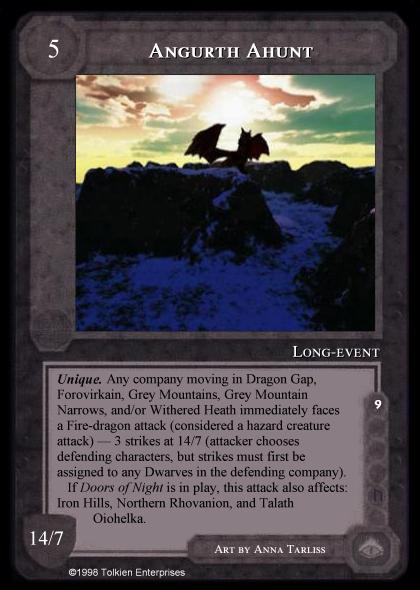 5
ANGURTH AHUNT
LONG-EVENT
Unique. Any company moving in Dragon Gap,
Forovirkain, Grey Mountains, Grey Mountain
Narrows, and/or Withered Heath immediately faces
a Fire-dragon attack (considered a hazard creature
attack) — 3 strikes at 14/7 (attacker chooses
defending characters, but strikes must first be
assigned to any Dwarves in the defending company).
If Doors of Night is in play, this attack also affects:
Iron Hills, Northern Rhovanion, and Talath
Oiohelka.
9
14/7
ART BY ANNA TARLISS
©1998 Tolkien Enterprises